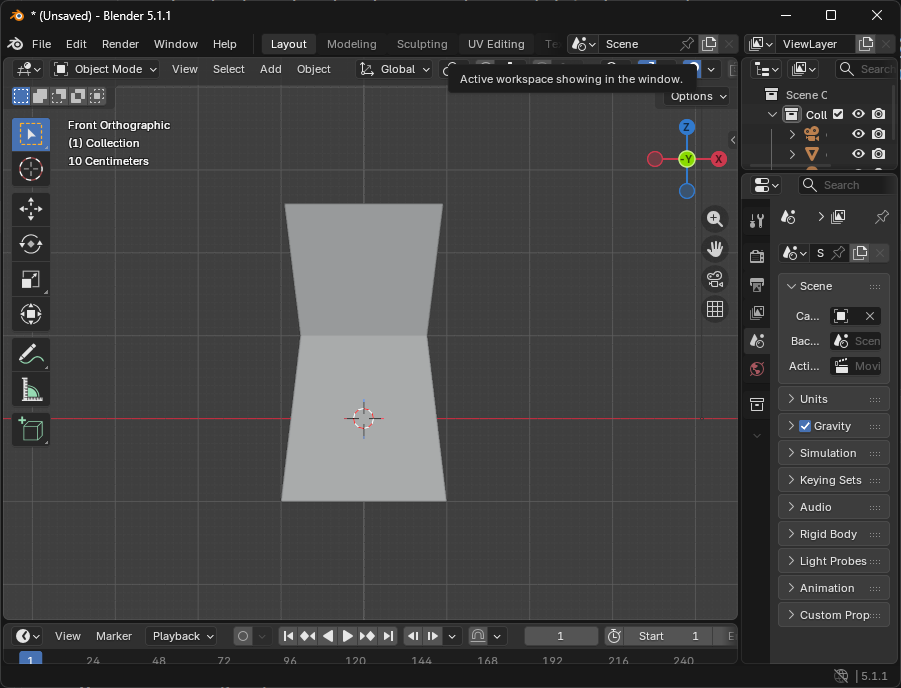 * (Unsaved) - Blender 5.1.1
File Edit Render Window Help Layout Modeling Sculpting UV Editing Te Scene ViewLayer
Object Mode View Select Add Object Global Search
Active workspace showing in the window.
Options
Scene C
Coll
Front Orthographic
(1) Collection
10 Centimeters
Z
-Y
X
Search
S
Scene
Ca...
Bac... Scen
Acti... Movi
Units
Gravity
Simulation
Keying Sets
Audio
Rigid Body
Light Probes
Animation
Custom Prop
View Marker Playback 1 Start 1 E
1 24 48 72 96 120 144 168 192 216 240
5.1.1